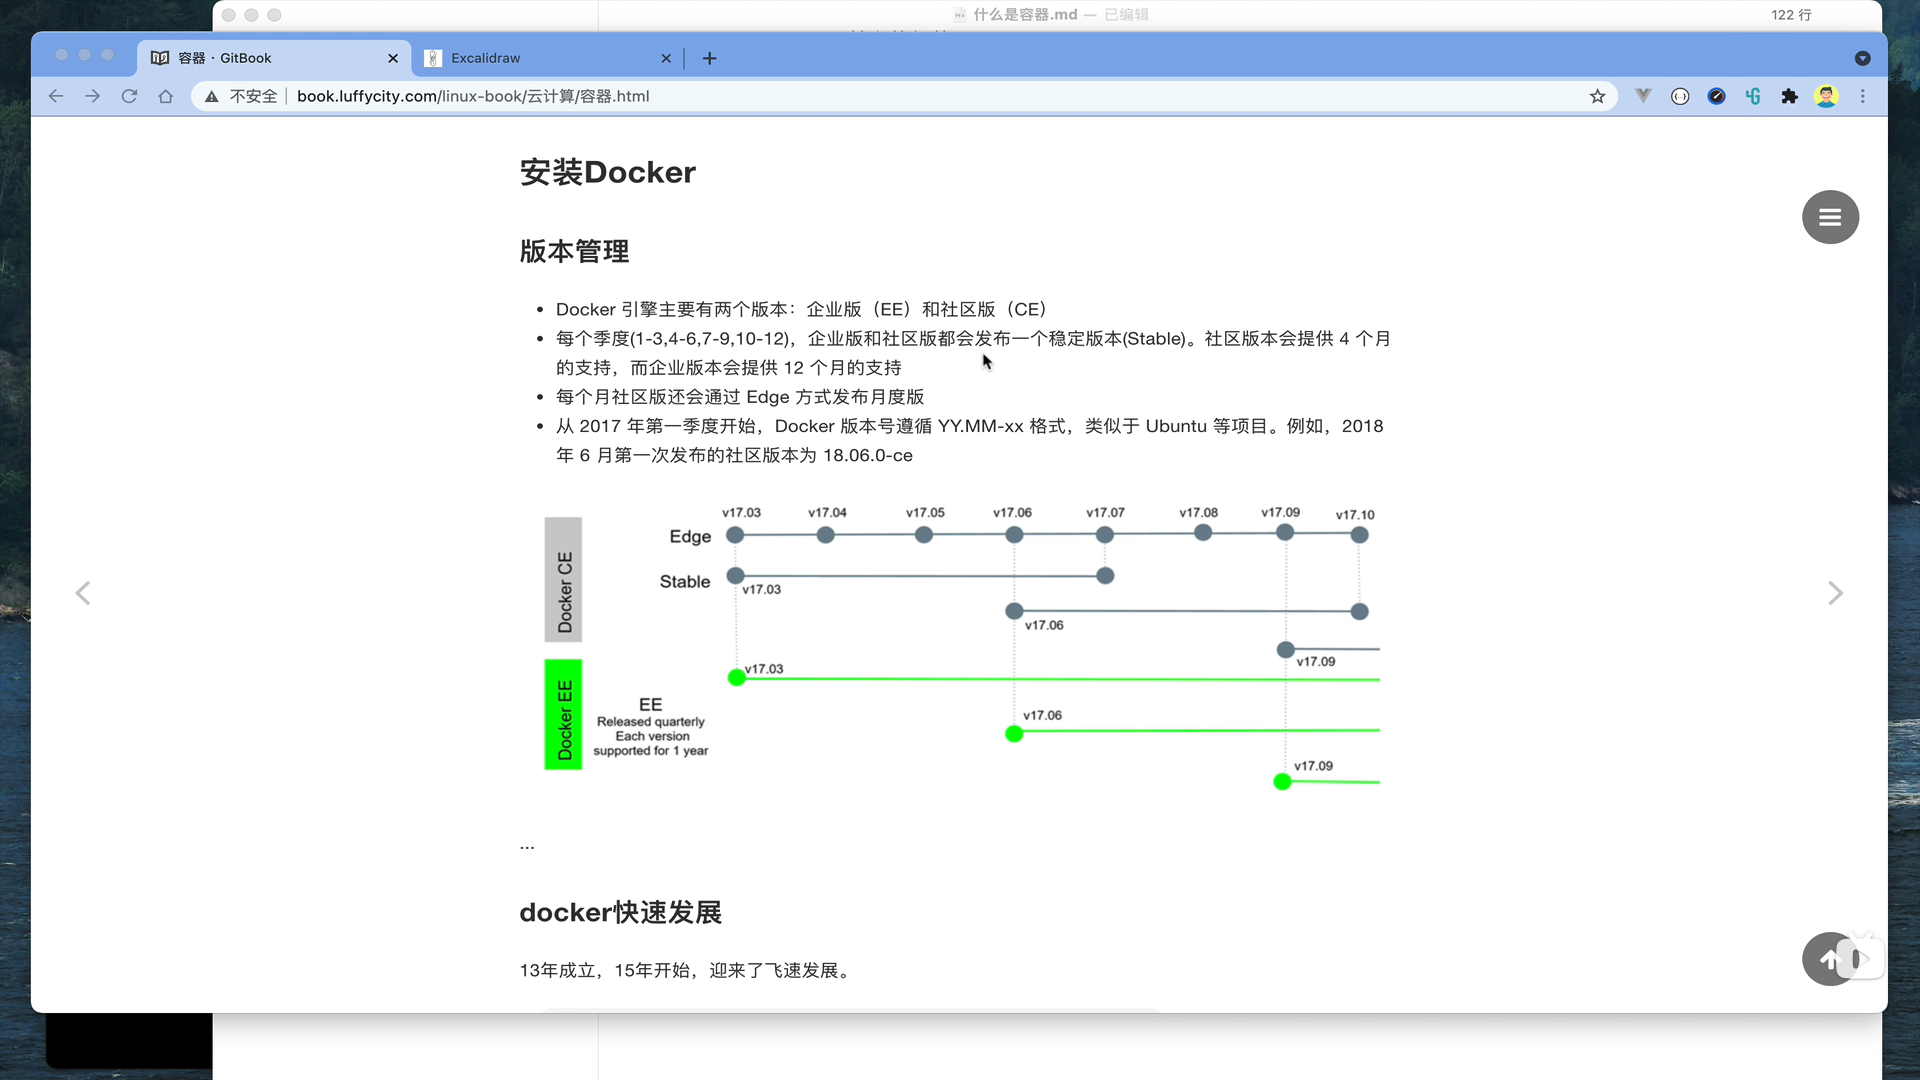 什么是容器.md — 已编辑
122 行
容器 · GitBook
Excalidraw
不安全
book.luffycity.com/linux-book/云计算/容器.html
安装Docker
版本管理
• Docker 引擎主要有两个版本：企业版（EE）和社区版（CE）
• 每个季度(1-3,4-6,7-9,10-12)，企业版和社区版都会发布一个稳定版本(Stable)。社区版本会提供 4 个月
的支持，而企业版本会提供 12 个月的支持
• 每个月社区版还会通过 Edge 方式发布月度版
• 从 2017 年第一季度开始，Docker 版本号遵循 YY.MM-xx 格式，类似于 Ubuntu 等项目。例如，2018
年 6 月第一次发布的社区版本为 18.06.0-ce
v17.03 v17.04 v17.05 v17.06 v17.07 v17.08 v17.09 v17.10
Docker CE
Edge
Stable
v17.03
v17.06
v17.09
Docker EE
v17.03
EE
Released quarterly
Each version
supported for 1 year
v17.06
v17.09
...
docker快速发展
13年成立，15年开始，迎来了飞速发展。